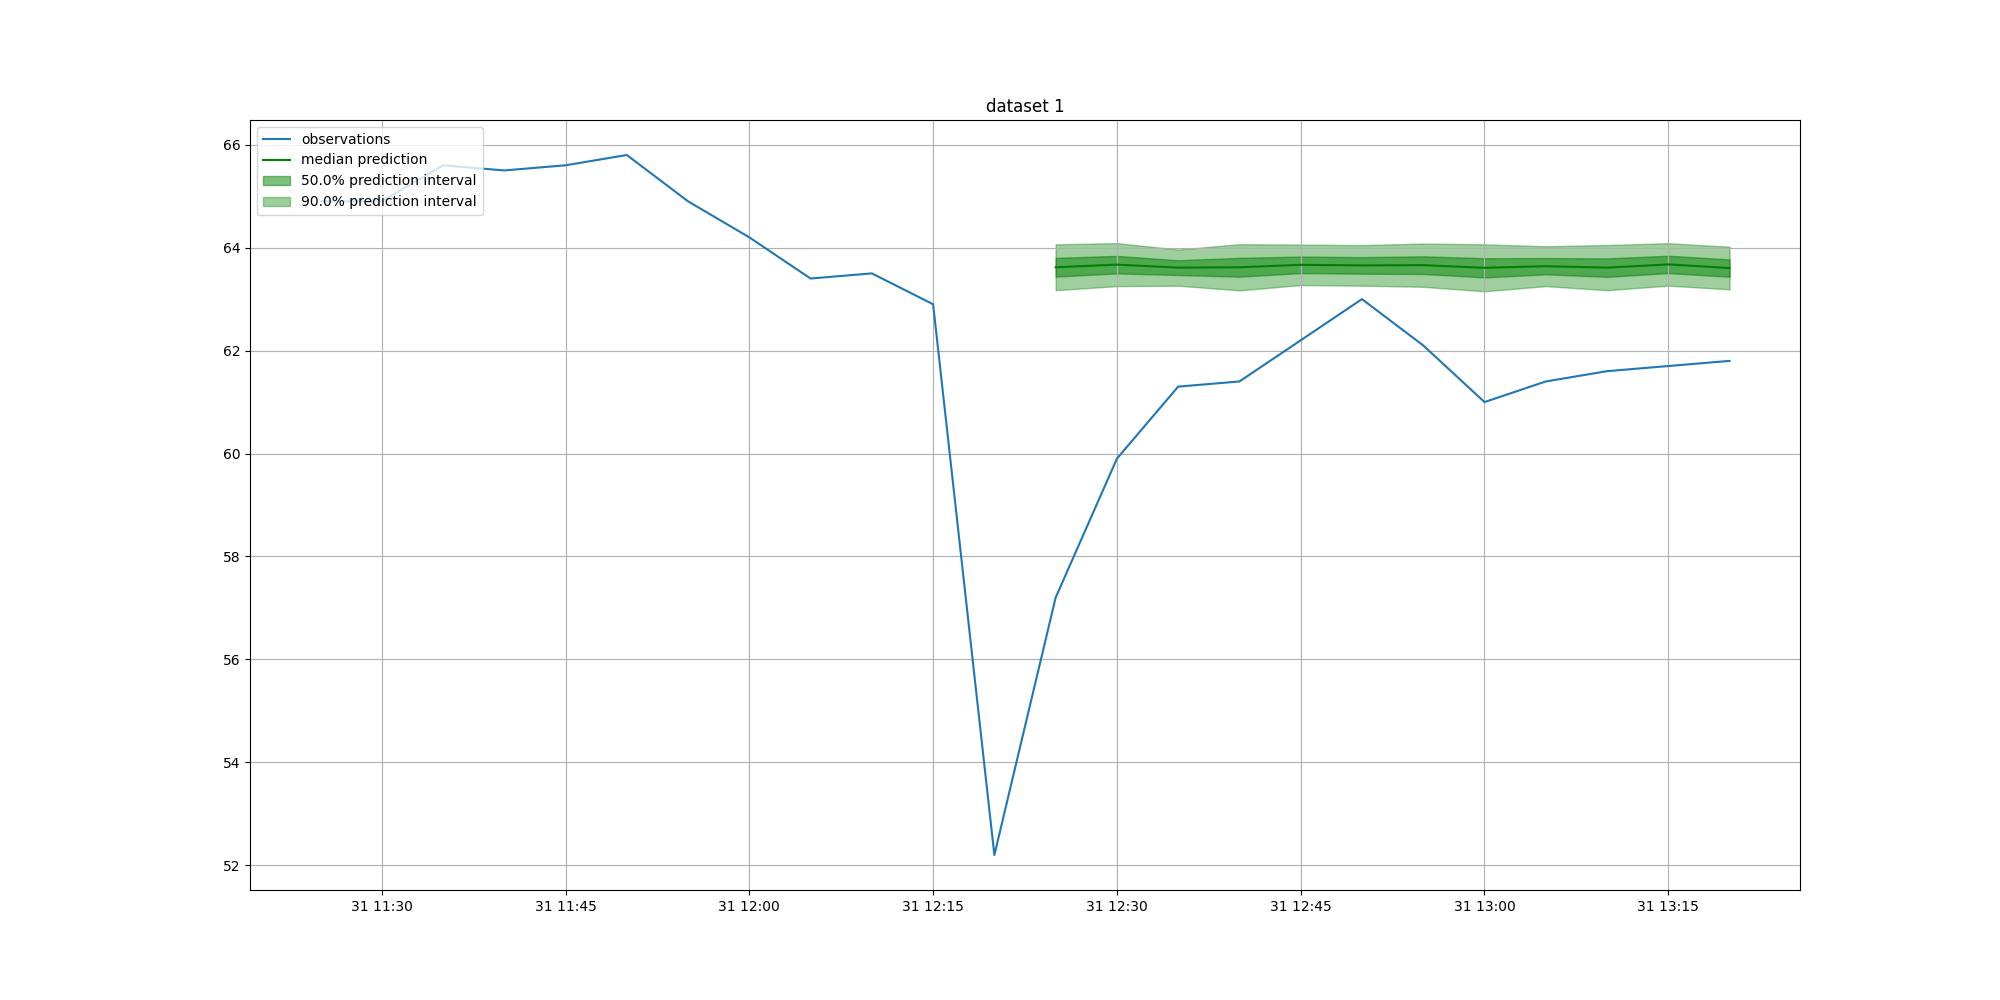 dataset 1
observations
median prediction
50.0% prediction interval
90.0% prediction interval
66
64
62
60
58
56
54
52
31 11:30 31 11:45 31 12:00 31 12:15 31 12:30 31 12:45 31 13:00 31 13:15